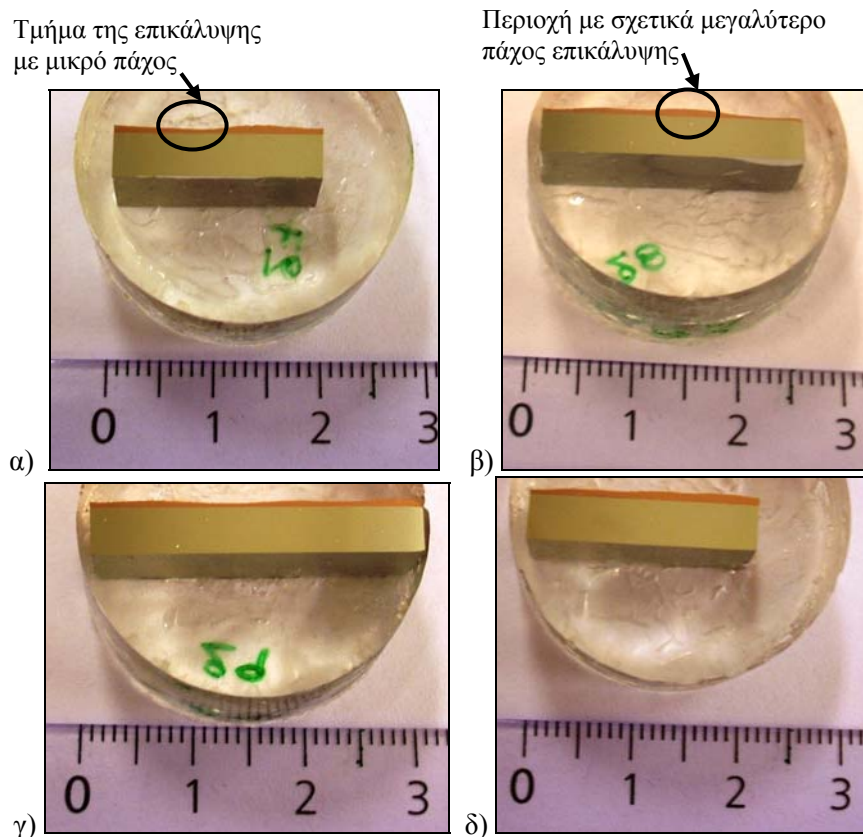 Τμήμα της επικάλυψης
με μικρό πάχος
Περιοχή με σχετικά μεγαλύτερο
πάχος επικάλυψης
0 1 2 3
α)
0 1 2 3
β)
0 1 2 3
γ)
0 1 2 3
δ)